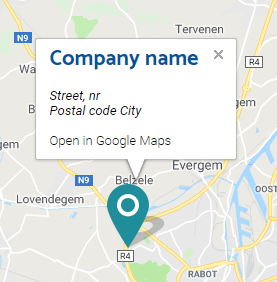 Tervenen
N9
Company name
×
R4
Wa
Street, nr
Postal code City
Open in Google Maps
Evergem
Belzele
N9
Lovendegem
OOST
R4
RABOT